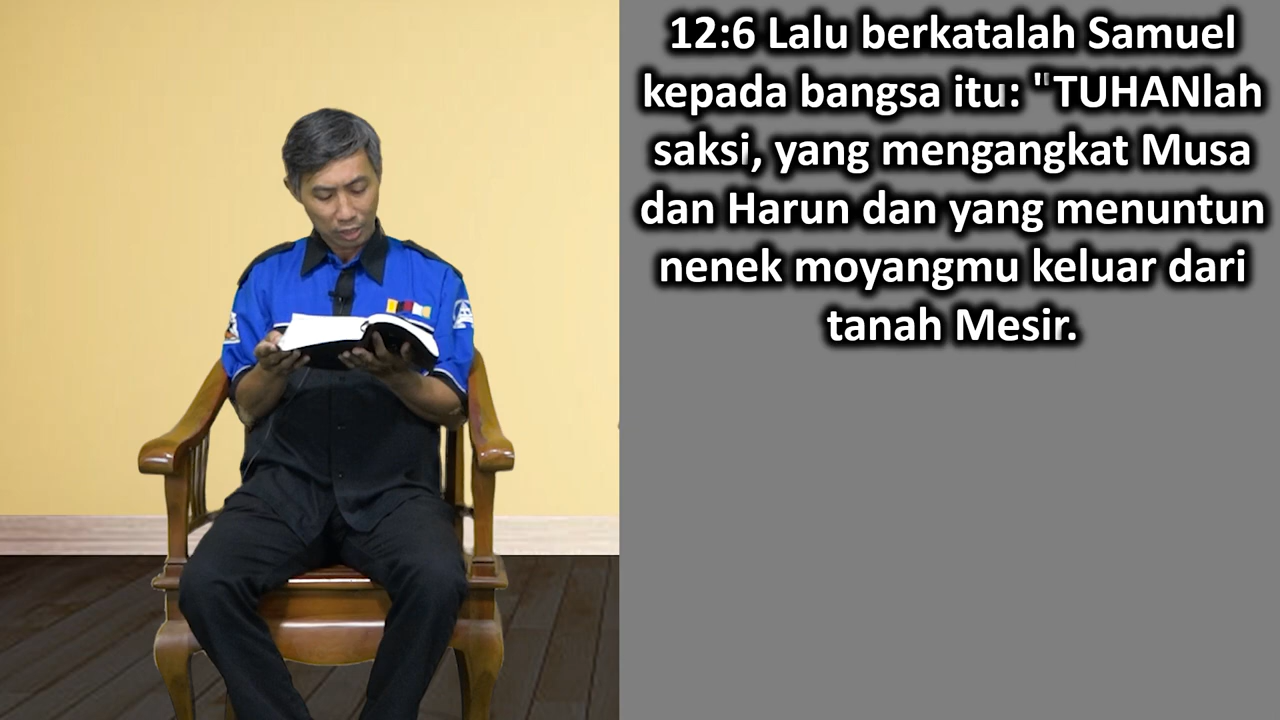 12:6 Lalu berkatalah Samuel
kepada bangsa itu: "TUHANlah
saksi, yang mengangkat Musa
dan Harun dan yang menuntun
nenek moyangmu keluar dari
tanah Mesir.